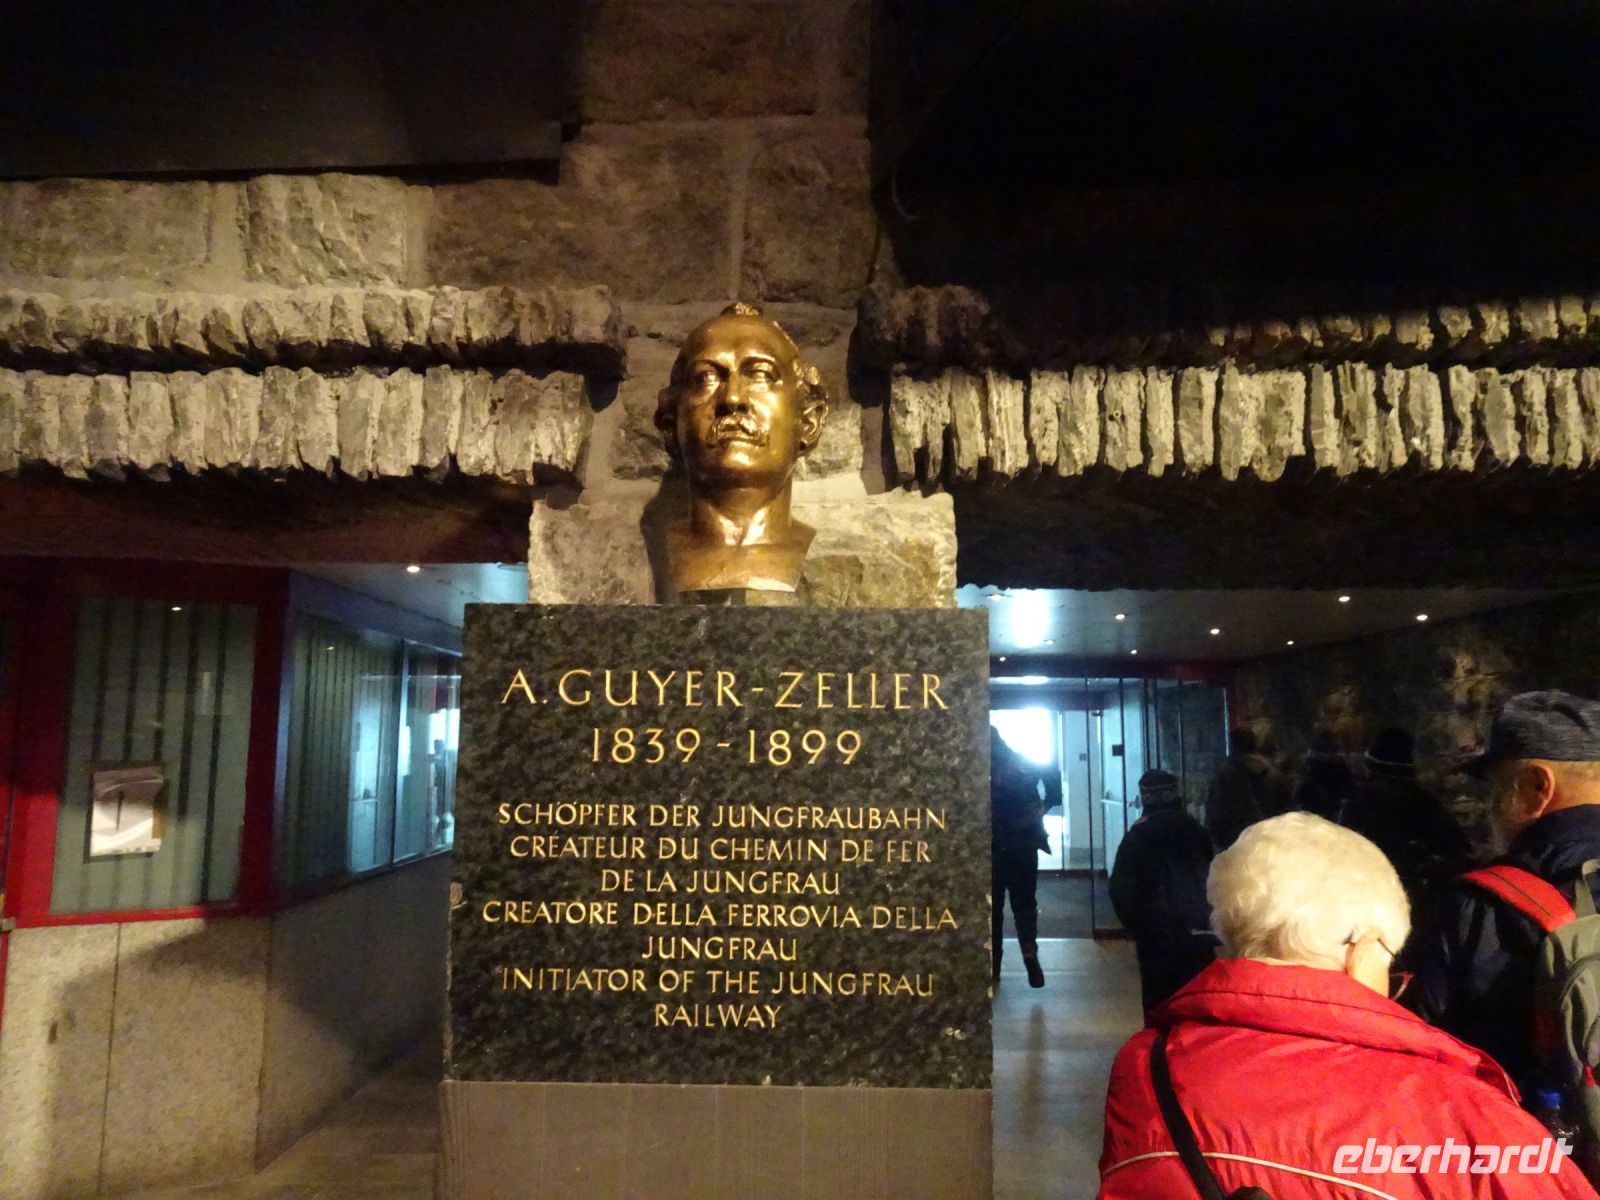 A. GUYER-ZELLER
1839-1899
SCHÖPFER DER JUNGFRAUBAHN
CRÉATEUR DU CHEMIN DE FER
DE LA JUNGFRAU
CREATORE DELLA FERROVIA DELLA
JUNGFRAU
INITIATOR OF THE JUNGFRAU
RAILWAY
eberhardt